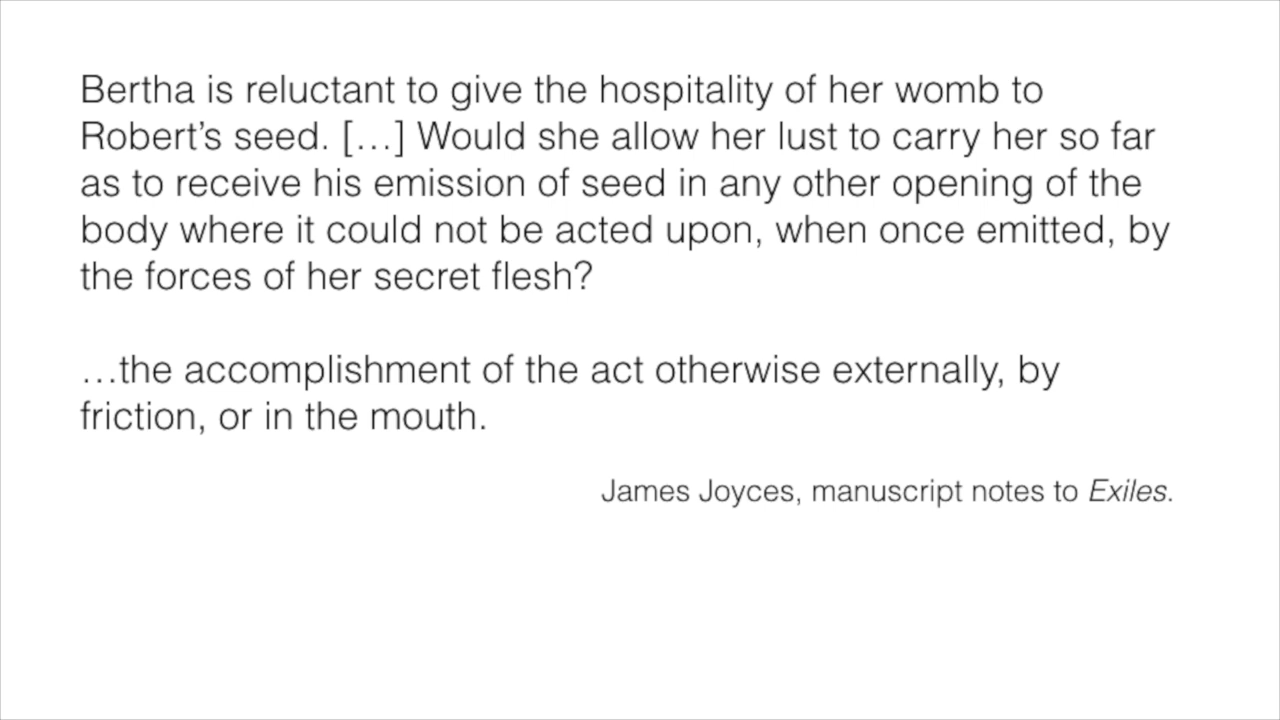 Bertha is reluctant to give the hospitality of her womb to
Robert’s seed. […] Would she allow her lust to carry her so far
as to receive his emission of seed in any other opening of the
body where it could not be acted upon, when once emitted, by
the forces of her secret flesh?
…the accomplishment of the act otherwise externally, by
friction, or in the mouth.
James Joyces, manuscript notes to Exiles.